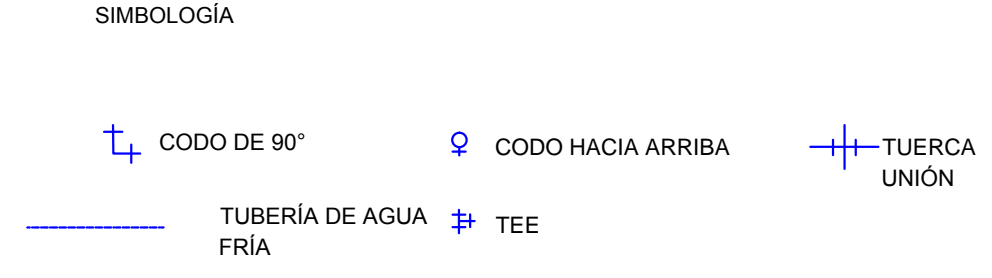 SIMBOLOGÍA
CODO DE 90°
CODO HACIA ARRIBA
TUERCA
UNIÓN
TUBERÍA DE AGUA
FRÍA
TEE